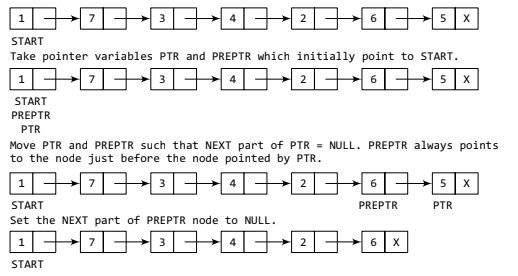 1 7 3 4 2 6 5 X
START
Take pointer variables PTR and PREPTR which initially point to START.
1 7 3 4 2 6 5 X
START
PREPTR
PTR
Move PTR and PREPTR such that NEXT part of PTR = NULL. PREPTR always points
to the node just before the node pointed by PTR.
1 7 3 4 2 6 5 X
START PREPTR PTR
Set the NEXT part of PREPTR node to NULL.
1 7 3 4 2 6 X
START